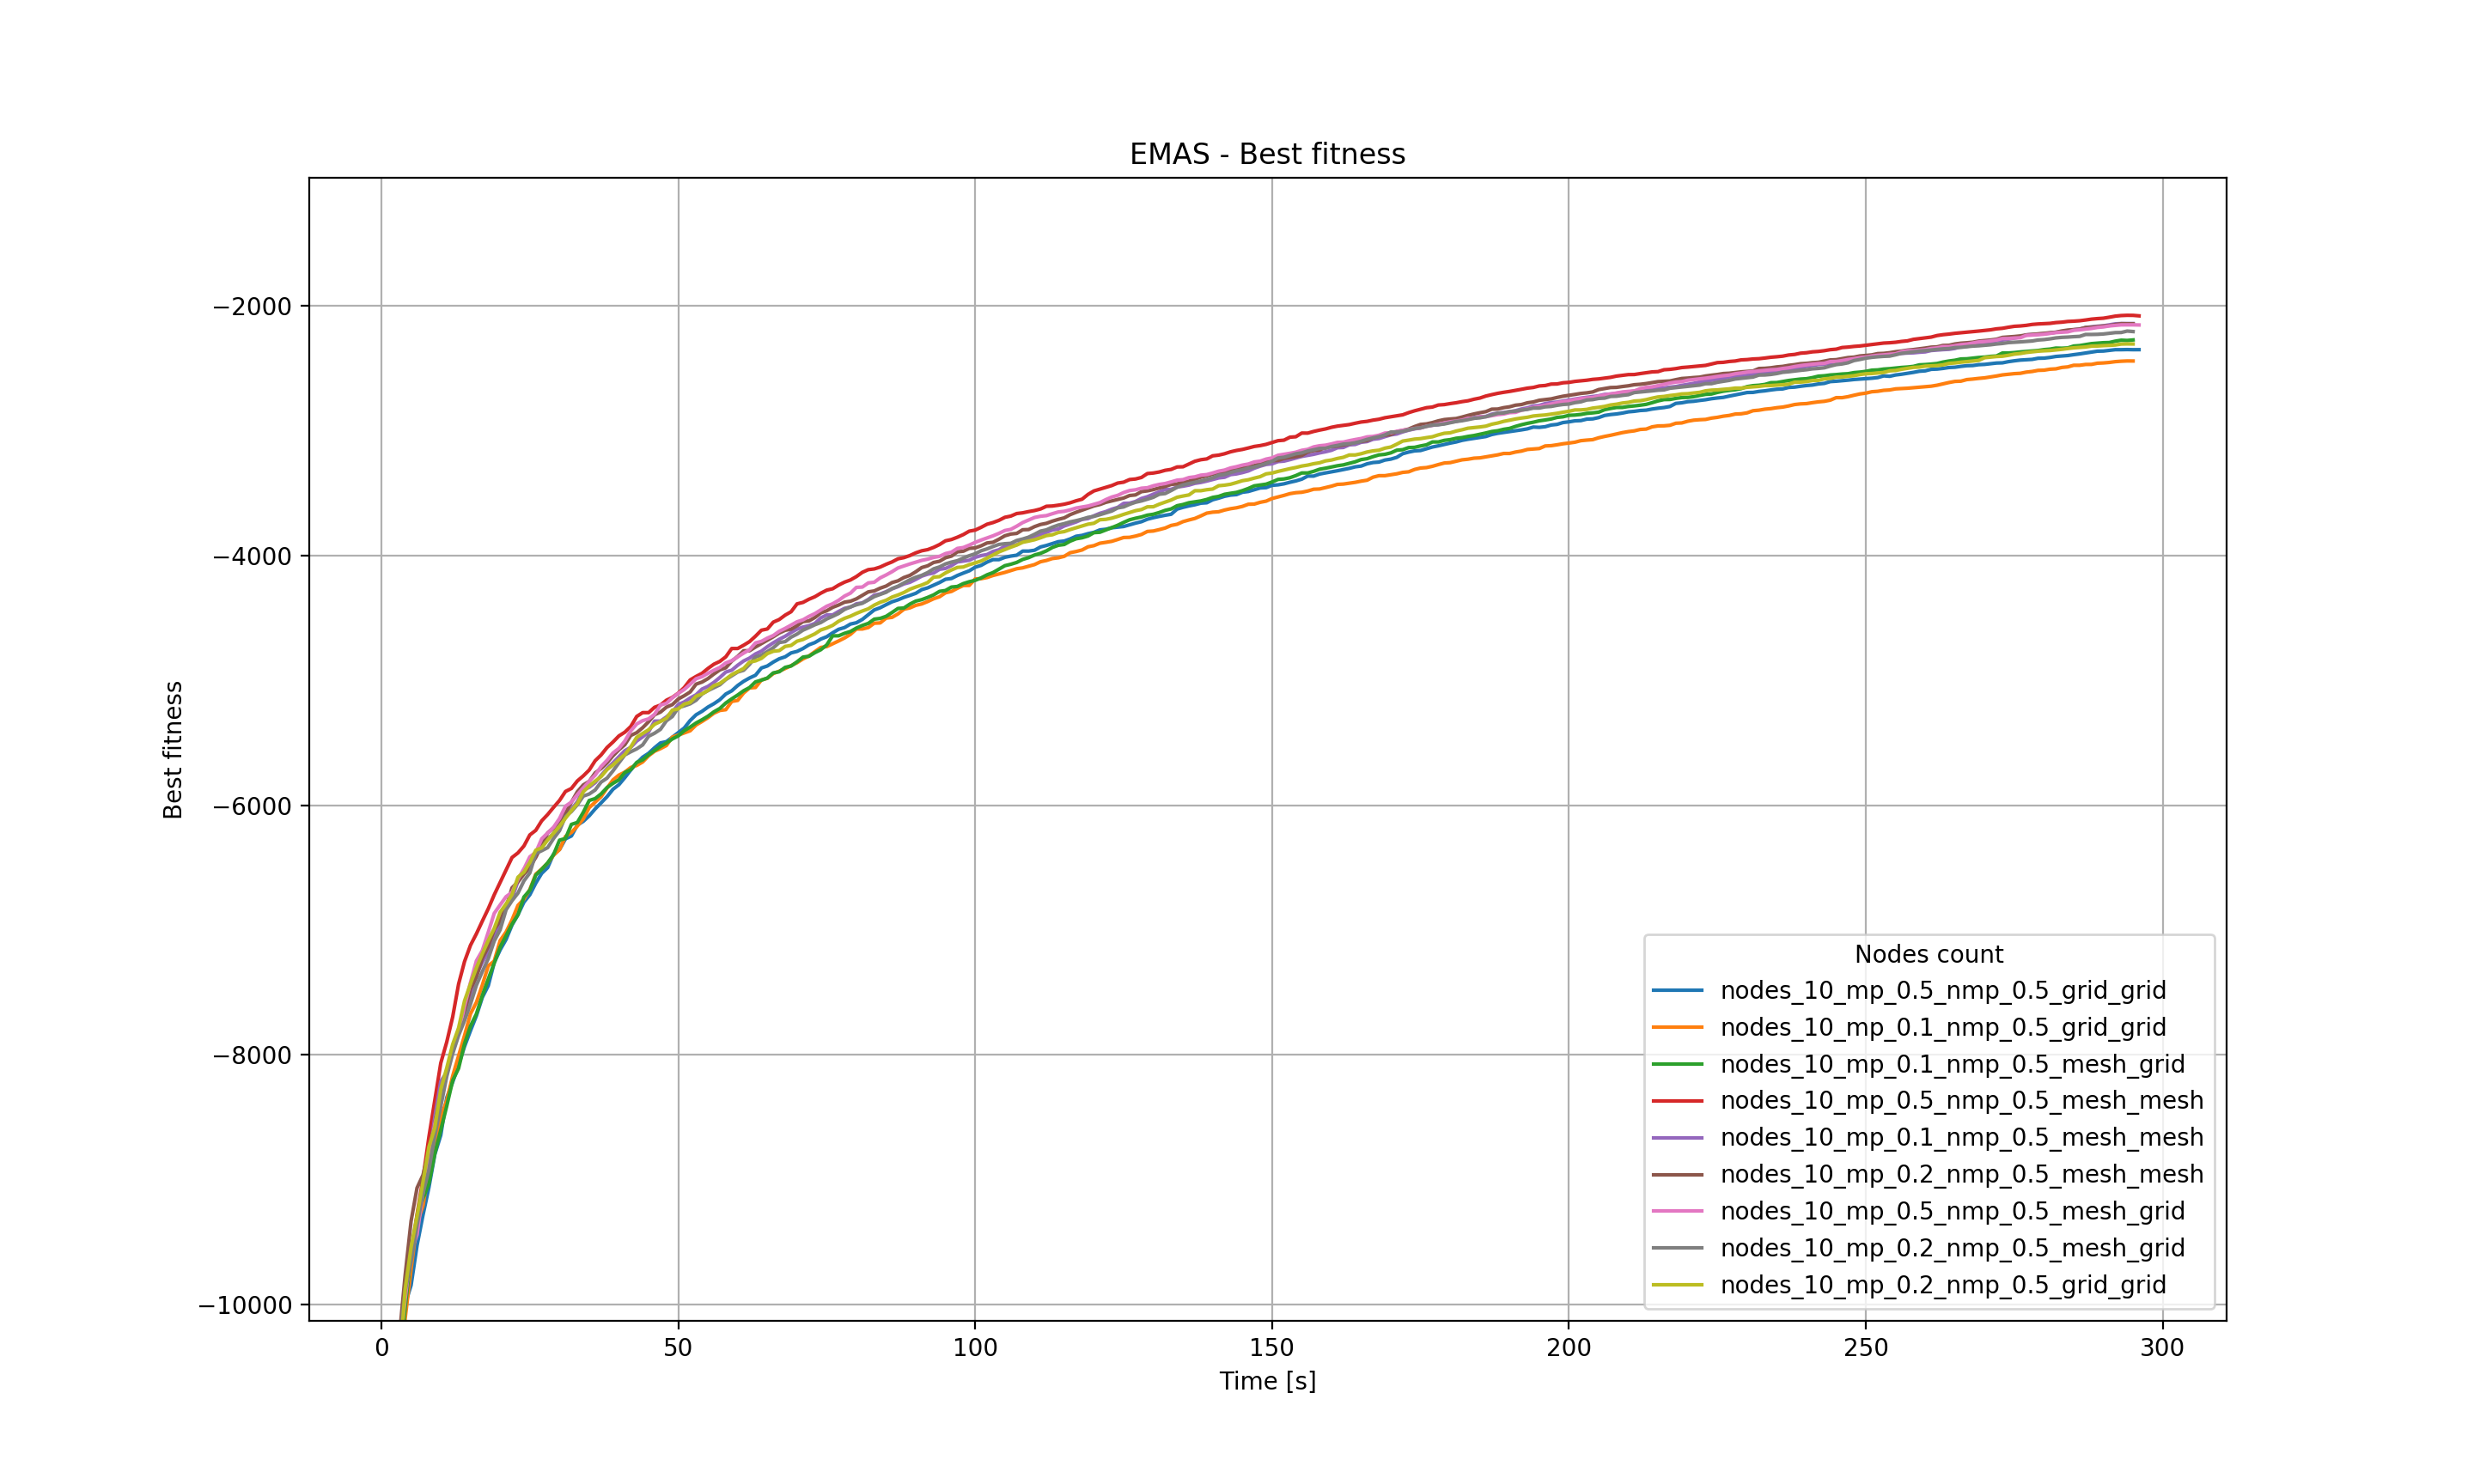 EMAS - Best fitness
Best fitness
−2000
−4000
−6000
−8000
−10000
0
50
100
150
200
250
300
Time [s]
Nodes count
nodes_10_mp_0.5_nmp_0.5_grid_grid
nodes_10_mp_0.1_nmp_0.5_grid_grid
nodes_10_mp_0.1_nmp_0.5_mesh_grid
nodes_10_mp_0.5_nmp_0.5_mesh_mesh
nodes_10_mp_0.1_nmp_0.5_mesh_mesh
nodes_10_mp_0.2_nmp_0.5_mesh_mesh
nodes_10_mp_0.5_nmp_0.5_mesh_grid
nodes_10_mp_0.2_nmp_0.5_mesh_grid
nodes_10_mp_0.2_nmp_0.5_grid_grid